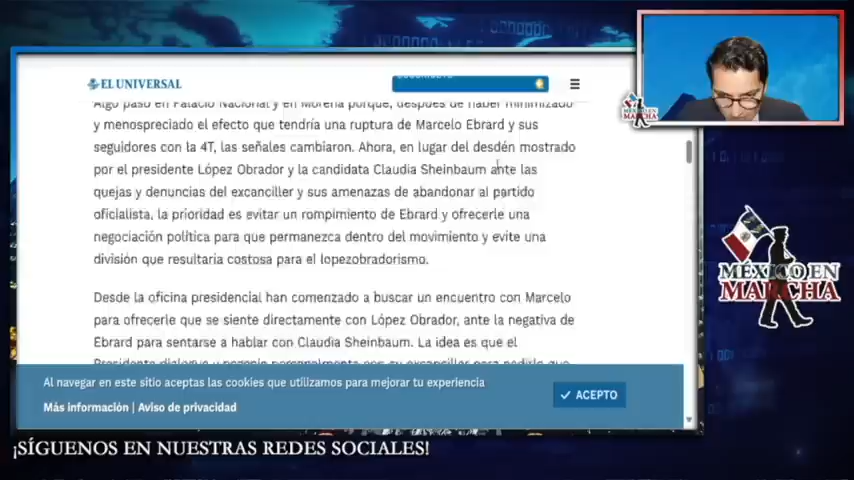 EL UNIVERSAL
Algo pasó en Palacio Nacional y en Morena porque, después de haber minimizado
y menospreciado el efecto que tendría una ruptura de Marcelo Ebrard y sus
seguidores con la 4T, las señales cambiaron. Ahora, en lugar del desdén mostrado
por el presidente López Obrador y la candidata Claudia Sheinbaum ante las
quejas y denuncias del excanciller y sus amenazas de abandonar al partido
oficialista, la prioridad es evitar un rompimiento de Ebrard y ofrecerle una
negociación política para que permanezca dentro del movimiento y evite una
división que resultaría costosa para el lopezobradorismo.
Desde la oficina presidencial han comenzado a buscar un encuentro con Marcelo
para ofrecerle que se siente directamente con López Obrador, ante la negativa de
Ebrard para sentarse a hablar con Claudia Sheinbaum. La idea es que el
Al navegar en este sitio aceptas las cookies que utilizamos para mejorar tu experiencia
Más información | Aviso de privacidad
ACEPTO
MÉXICO EN
MARCHA
MÉXICO EN
MARCHA
¡SÍGUENOS EN NUESTRAS REDES SOCIALES!